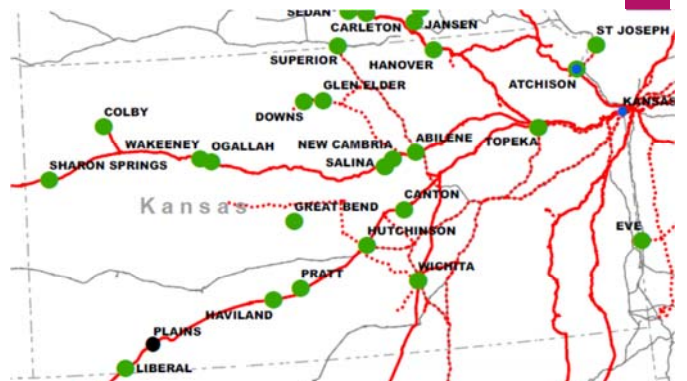 SEDAN
CARLETON
JANSEN
ST JOSEPH
SUPERIOR
HANOVER
ATCHISON
GLEN ELDER
DOWNS
KANSAS
COLBY
WAKEENEY
OGALLAH
NEW CAMBRIA
ABILENE
TOPEKA
SALINA
SHARON SPRINGS
CANTON
Kansas
GREAT BEND
HUTCHINSON
EVE
WICHITA
PRATT
HAVILAND
PLAINS
LIBERAL